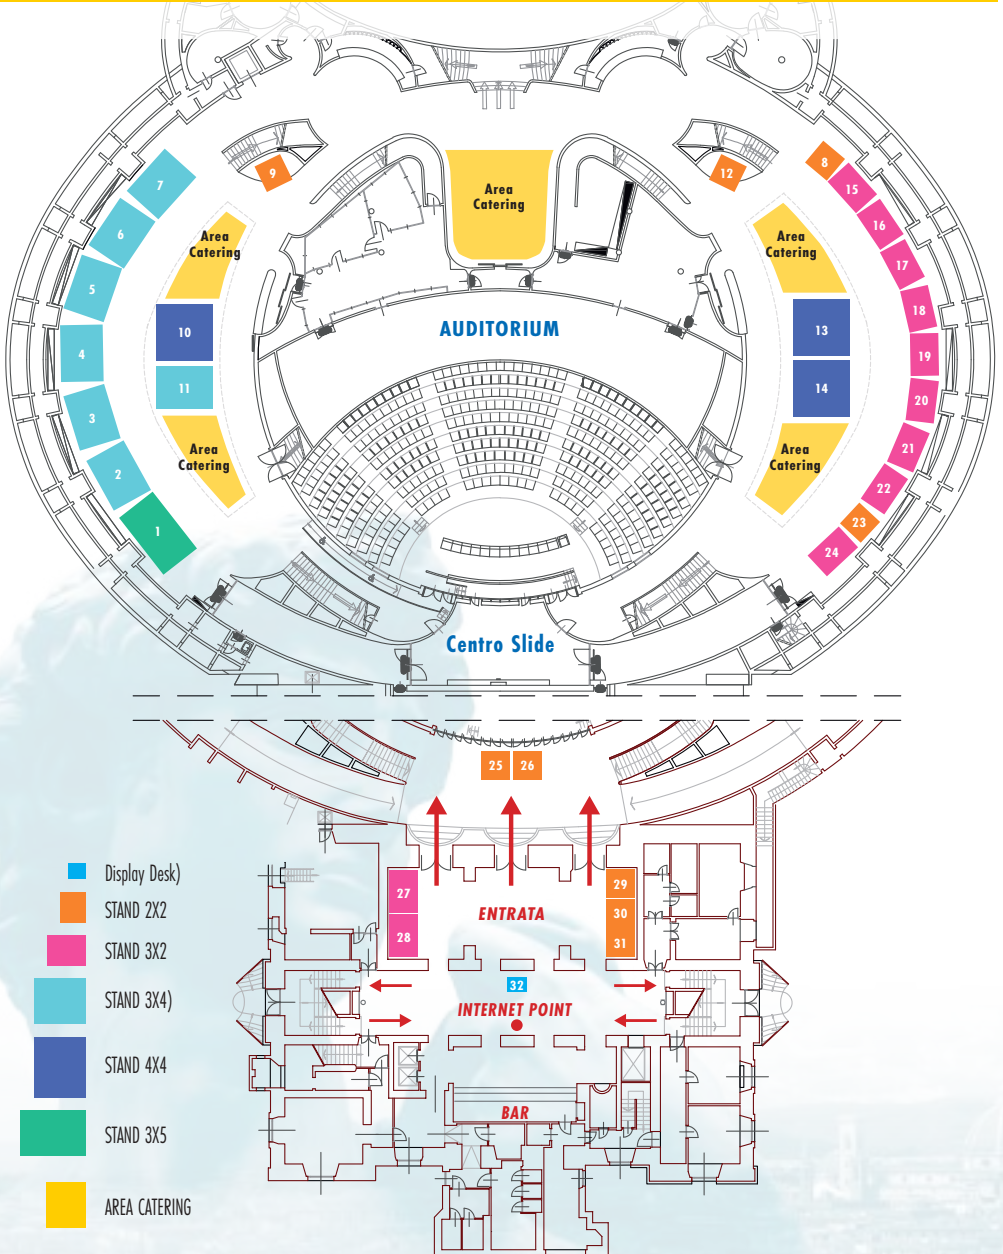 8
7
9
12
15
Area
Catering
16
6
Area
Catering
Area
Catering
17
5
18
10
13
AUDITORIUM
4
19
11
14
20
3
21
Area
Catering
Area
Catering
2
22
23
1
24
Centro Slide
25
26
Display Desk)
27
29
STAND 2X2
ENTRATA
30
28
31
STAND 3X2
32
STAND 3X4)
INTERNET POINT
STAND 4X4
BAR
STAND 3X5
AREA CATERING